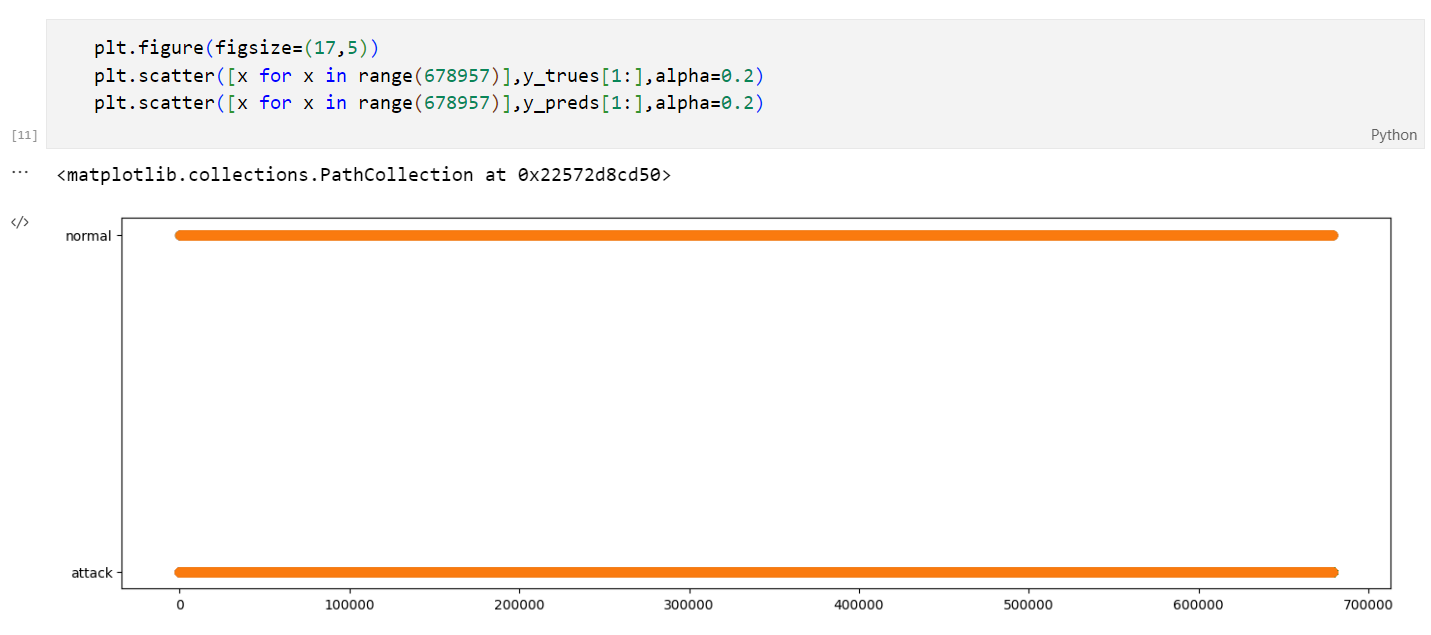 plt.figure(figsize=(17,5))
plt.scatter([x for x in range(678957)],y_trues[1:],alpha=0.2)
plt.scatter([x for x in range(678957)],y_preds[1:],alpha=0.2)
[11]
Python
... <matplotlib.collections.PathCollection at 0x22572d8cd50>
</>
normal
attack
0 100000 200000 300000 400000 500000 600000 700000